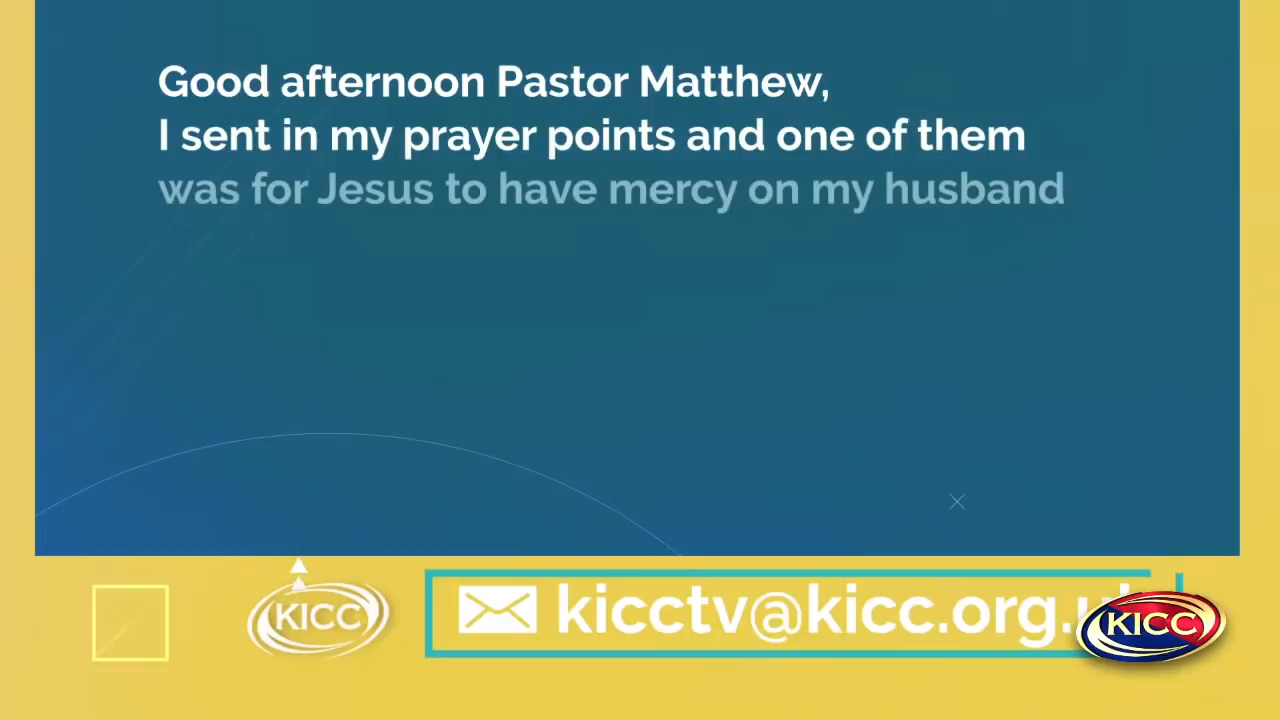 Good afternoon Pastor Matthew,
I sent in my prayer points and one of them
was for Jesus to have mercy on my husband
KICC
kicctv@kicc.org.
KICC